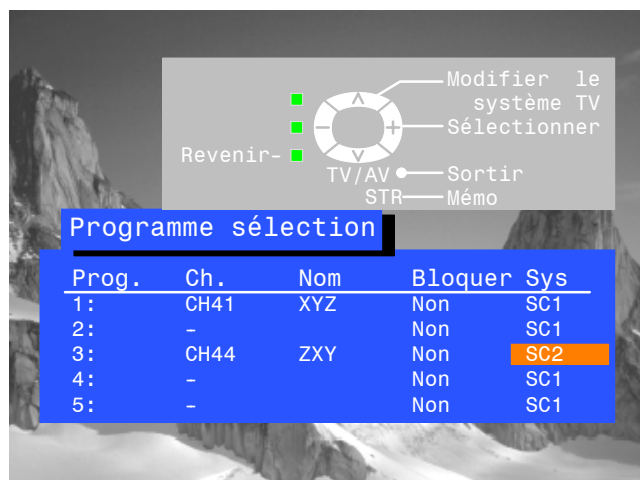 Modifier le
système TV
Sélectionner
Revenir-
TV/AV Sortir
STR Mémo
Programme sélection
Prog. Ch. Nom Bloquer Sys
1: CH41 XYZ Non SC1
2: - Non SC1
3: CH44 ZXY Non SC2
4: - Non SC1
5: - Non SC1